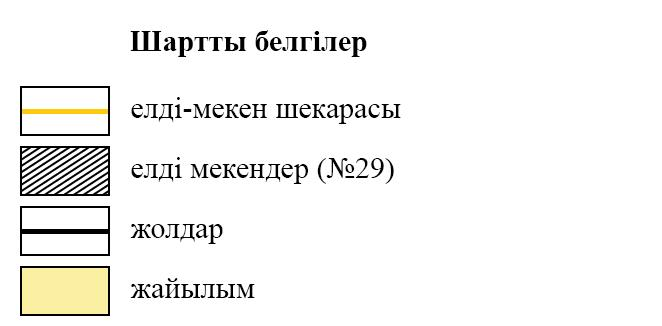 Шартты белгілер
елді-мекен шекарасы
елді мекендер (№29)
жолдар
жайылым